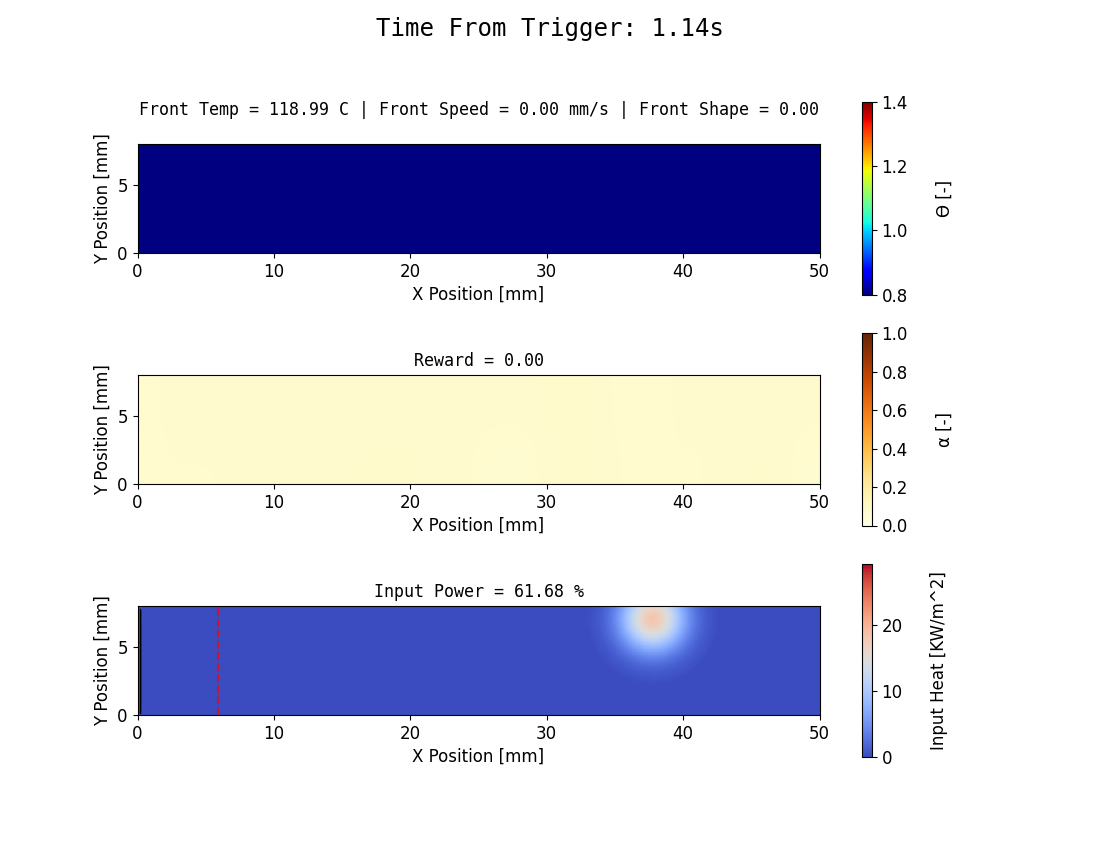 Time From Trigger: 1.14s
Front Temp = 118.99 C | Front Speed = 0.00 mm/s | Front Shape = 0.00
Y Position [mm]
5
0
0 10 20 30 40 50
X Position [mm]
1.4
1.2
1.0
0.8
Θ [-]
Reward = 0.00
Y Position [mm]
5
0
0 10 20 30 40 50
X Position [mm]
1.0
0.8
0.6
0.4
0.2
0.0
α [-]
Input Power = 61.68 %
Y Position [mm]
5
0
0 10 20 30 40 50
X Position [mm]
20
10
0
Input Heat [KW/m^2]